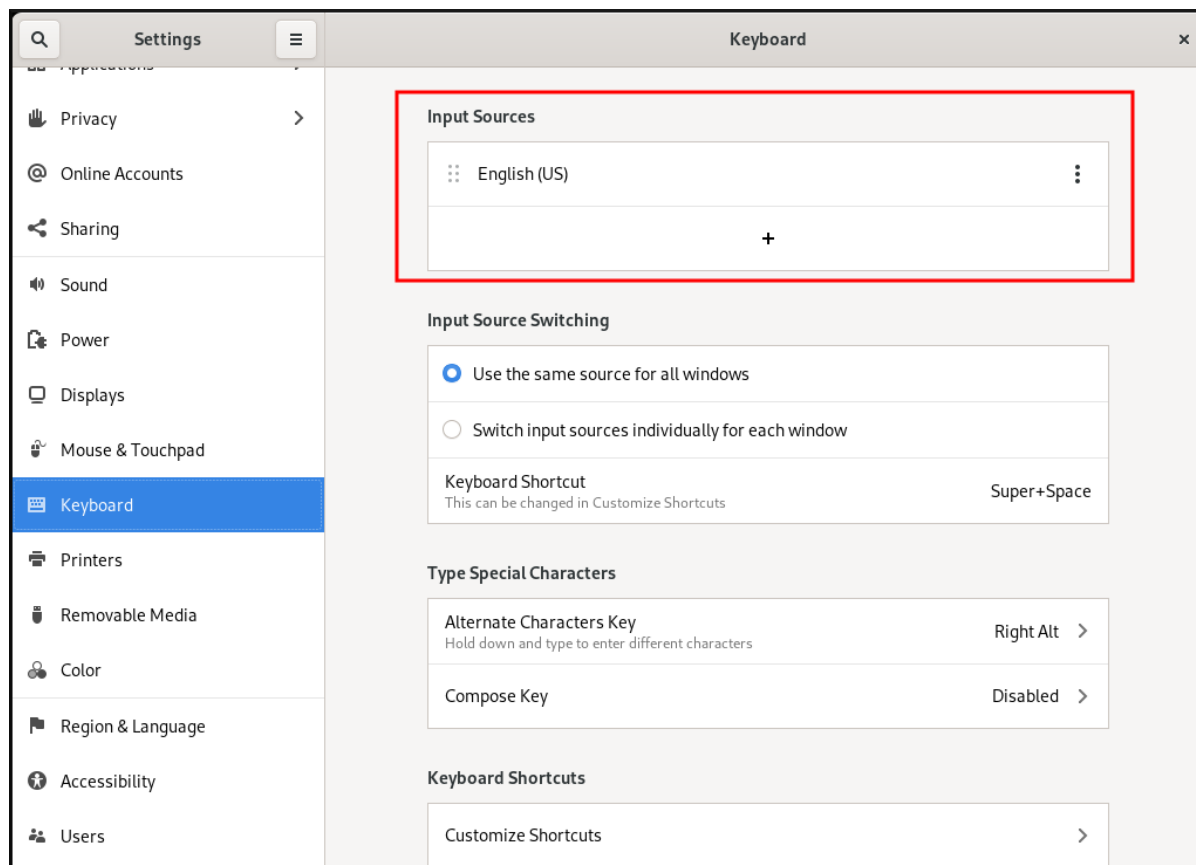 Settings
Keyboard
Applications
Privacy
Online Accounts
Sharing
Sound
Power
Displays
Mouse & Touchpad
Keyboard
Printers
Removable Media
Color
Region & Language
Accessibility
Users
Input Sources
English (US)
+
Input Source Switching
Use the same source for all windows
Switch input sources individually for each window
Keyboard Shortcut
This can be changed in Customize Shortcuts
Super+Space
Type Special Characters
Alternate Characters Key
Hold down and type to enter different characters
Right Alt
Compose Key
Disabled
Keyboard Shortcuts
Customize Shortcuts